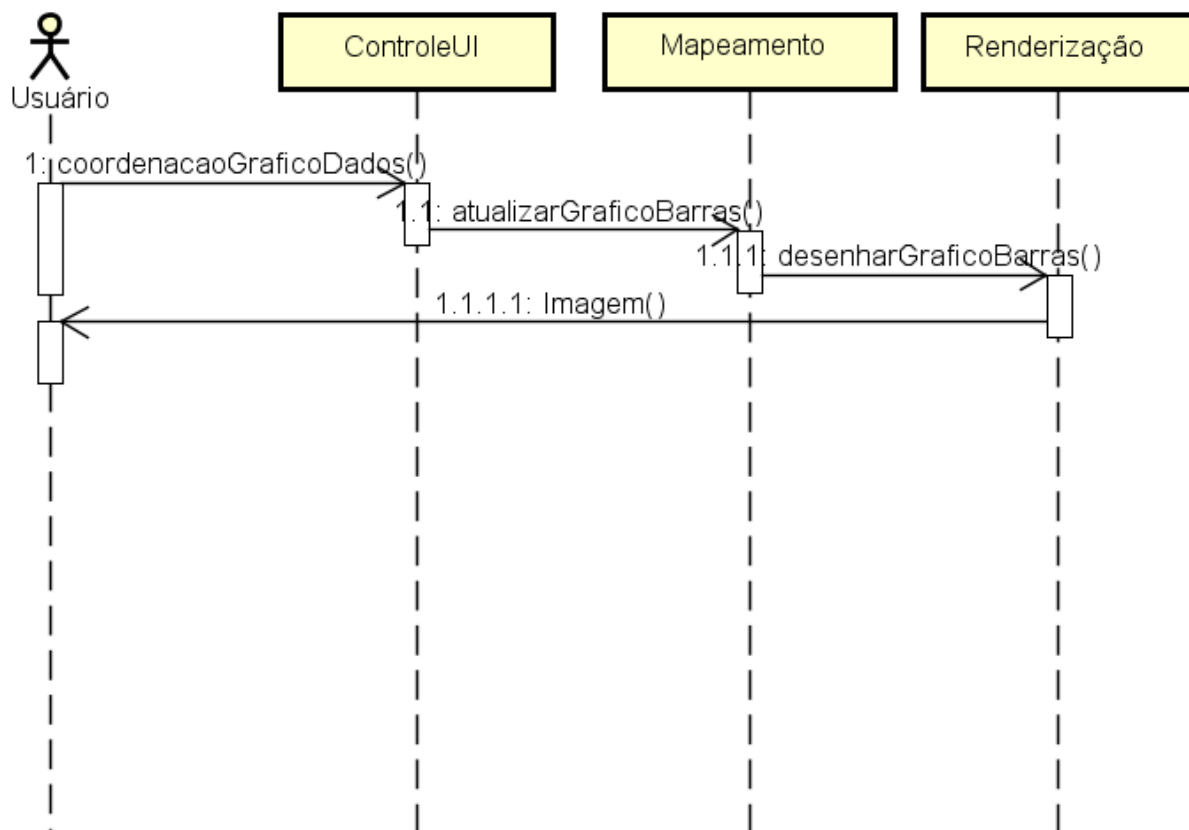 Usuário
ControleUI
Mapeamento
Renderização
1: coordenacaoGraficoDados()
1.1: atualizarGraficoBarras()
1.1.1: desenharGraficoBarras()
1.1.1.1: Imagem()